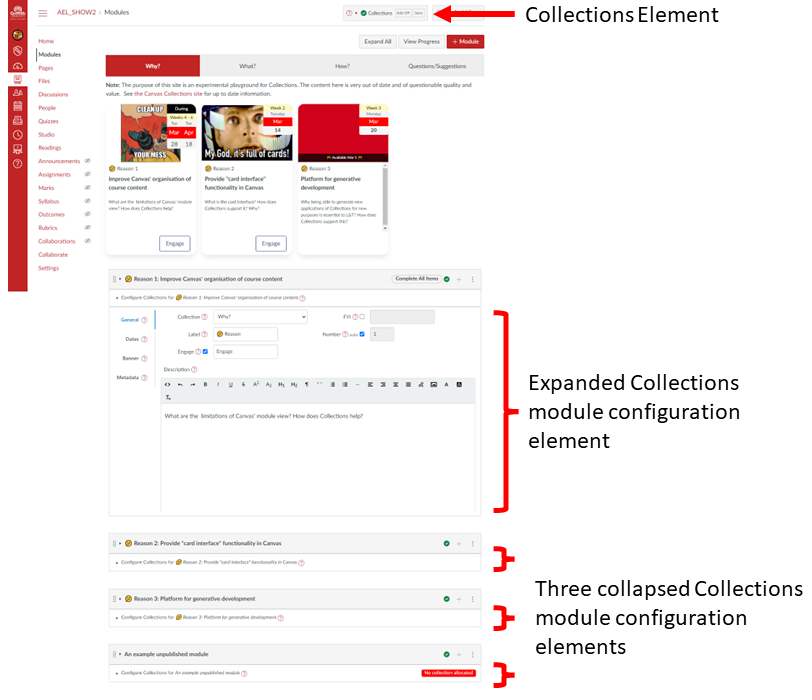 AEL_SHOW2 › Modules
Collections Edit Off Save
Collections Element
Home
Modules
Pages
Files
Discussions
People
Quizzes
Studio
Readings
Announcements
Assignments
Marks
Syllabus
Outcomes
Rubrics
Collaborations
Collaborate
Settings
Expand All View Progress + Module
Why? What? How? Questions/Suggestions
Note: The purpose of this site is an experimental playground for Collections. The content here is very out of date and of questionable quality and
value. See the Canvas Collections site for up to date information.
CLEAN UP
YOUR MESS
During
Weeks 4 - 6
Tue Tue
Mar Apr
28 18
Reason 1
Improve Canvas' organisation of
course content
What are the limitations of Canvas' module
view? How does Collections help?
Engage
Week 2
Tuesday
Mar
14
My God, it's full of cards!
Reason 2
Provide "card interface"
functionality in Canvas
What is the card interface? How does
Collections support it? Why?
Engage
Week 3
Monday
Mar
20
Reason 3
Platform for generative
development
Why being able to generate new
applications of Collections for new
purposes is essential to L&T? How does
Collections support this?
Reason 1: Improve Canvas' organisation of course content Complete All Items
Configure Collections for Reason 1: Improve Canvas' organisation of course content
General
Dates
Banner
Metadata
Collection Why? FYI
Label Reason Number auto 1
Engage Engage
Description
What are the limitations of Canvas' module view? How does Collections help?
Expanded Collections
module configuration
element
Reason 2: Provide "card interface" functionality in Canvas
Configure Collections for Reason 2: Provide "card interface" functionality in Canvas
Reason 3: Platform for generative development
Configure Collections for Reason 3: Platform for generative development
An example unpublished module
Configure Collections for An example unpublished module No collection allocated
Three collapsed Collections
module configuration
elements